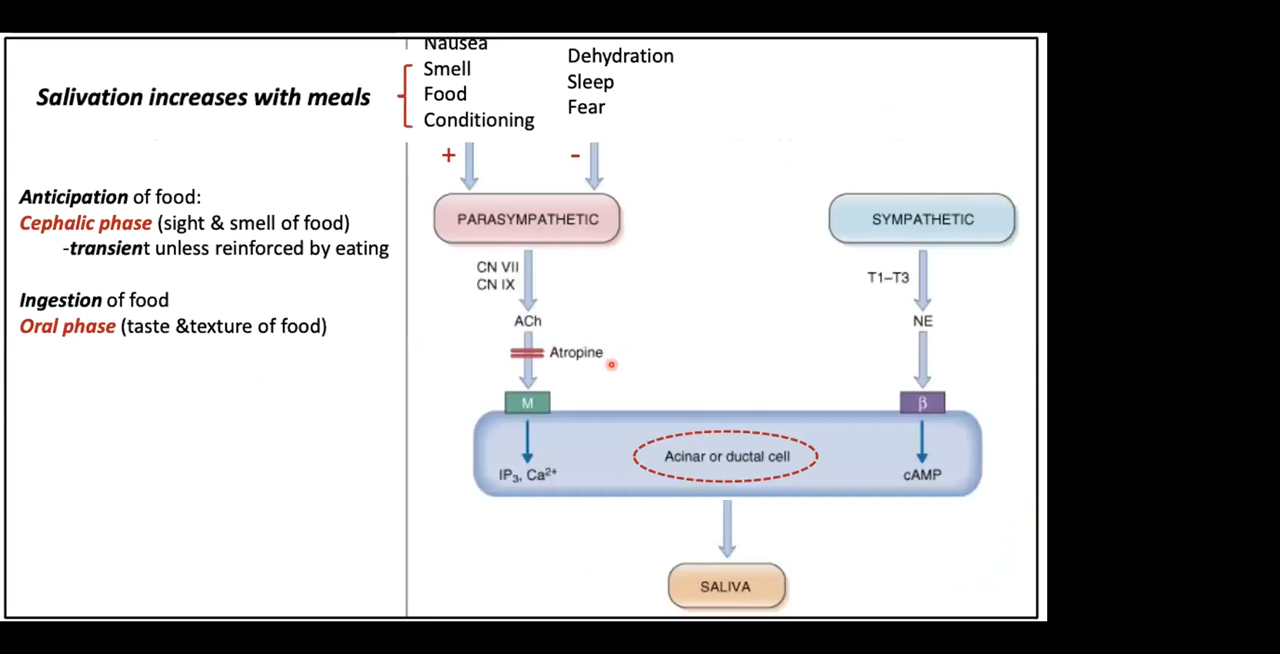 Nausea
Smell
Food
Conditioning
Dehydration
Sleep
Fear
Salivation increases with meals
+
-
Anticipation of food:
Cephalic phase (sight & smell of food)
-transient unless reinforced by eating
Ingestion of food
Oral phase (taste &texture of food)
PARASYMPATHETIC
SYMPATHETIC
CN VII
CN IX
T1–T3
ACh
NE
Atropine
M
β
Acinar or ductal cell
IP₃, Ca²⁺
cAMP
SALIVA